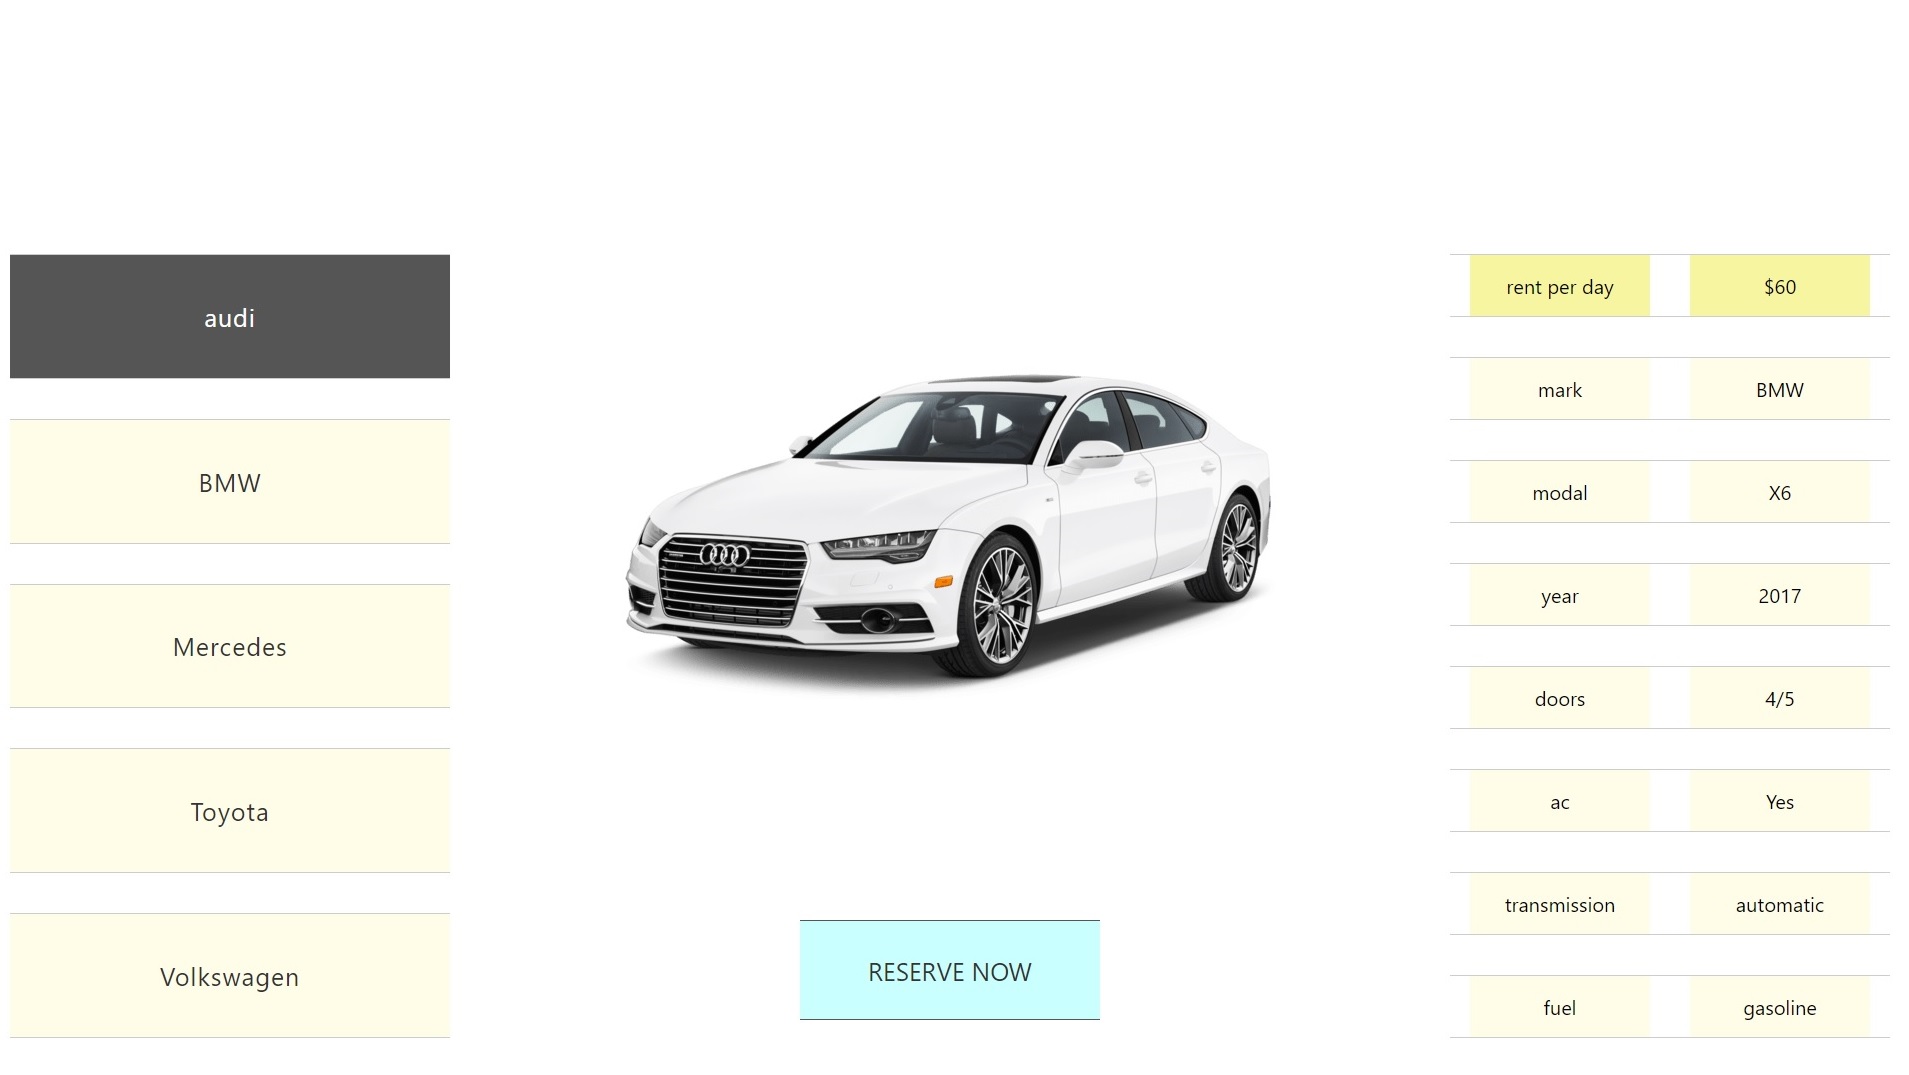 audi
BMW
Mercedes
Toyota
Volkswagen
RESERVE NOW
rent per day $60
mark BMW
modal X6
year 2017
doors 4/5
ac Yes
transmission automatic
fuel gasoline